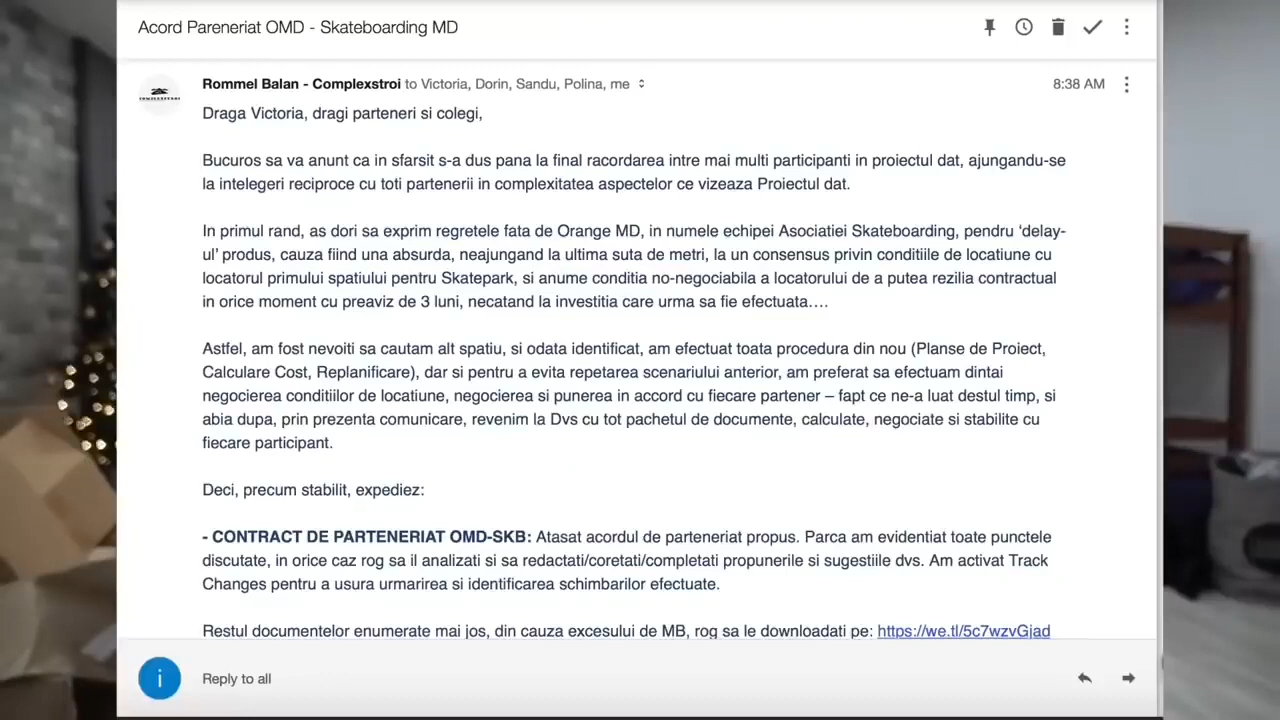 Acord Pareneriat OMD - Skateboarding MD
Rommel Balan - Complexstroi to Victoria, Dorin, Sandu, Polina, me
8:38 AM
Draga Victoria, dragi parteneri si colegi,
Bucuros sa va anunt ca in sfarsit s-a dus pana la final racordarea intre mai multi participanti in proiectul dat, ajungandu-se
la intelegeri reciproce cu toti partenerii in complexitatea aspectelor ce vizeaza Proiectul dat.
In primul rand, as dori sa exprim regretele fata de Orange MD, in numele echipei Asociatiei Skateboarding, pendru ‘delay-
ul’ produs, cauza fiind una absurda, neajungand la ultima suta de metri, la un consensus privin conditiile de locatiune cu
locatorul primului spatiului pentru Skatepark, si anume conditia no-negociabila a locatorului de a putea rezilia contractual
in orice moment cu preaviz de 3 luni, necatand la investitia care urma sa fie efectuata….
Astfel, am fost nevoiti sa cautam alt spatiu, si odata identificat, am efectuat toata procedura din nou (Planse de Proiect,
Calculare Cost, Replanificare), dar si pentru a evita repetarea scenariului anterior, am preferat sa efectuam dintai
negocierea conditiilor de locatiune, negocierea si punerea in accord cu fiecare partener – fapt ce ne-a luat destul timp, si
abia dupa, prin prezenta comunicare, revenim la Dvs cu tot pachetul de documente, calculate, negociate si stabilite cu
fiecare participant.
Deci, precum stabilit, expediez:
- CONTRACT DE PARTENERIAT OMD-SKB: Atasat acordul de parteneriat propus. Parca am evidentiat toate punctele
discutate, in orice caz rog sa il analizati si sa redactati/coretati/completati propunerile si sugestiile dvs. Am activat Track
Changes pentru a usura urmarirea si identificarea schimbarilor efectuate.
Restul documentelor enumerate mai jos, din cauza excesului de MB, rog sa le downloadati pe: https://we.tl/5c7wzvGjad
i
Reply to all